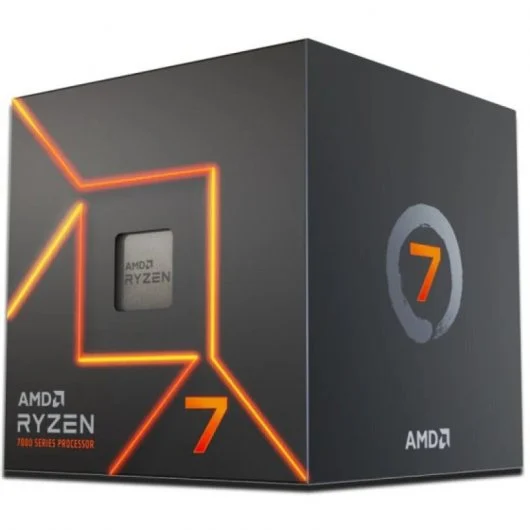 AMD
RYZEN
AMD
RYZEN
7000 SERIES PROCESSOR
7
7
AMD